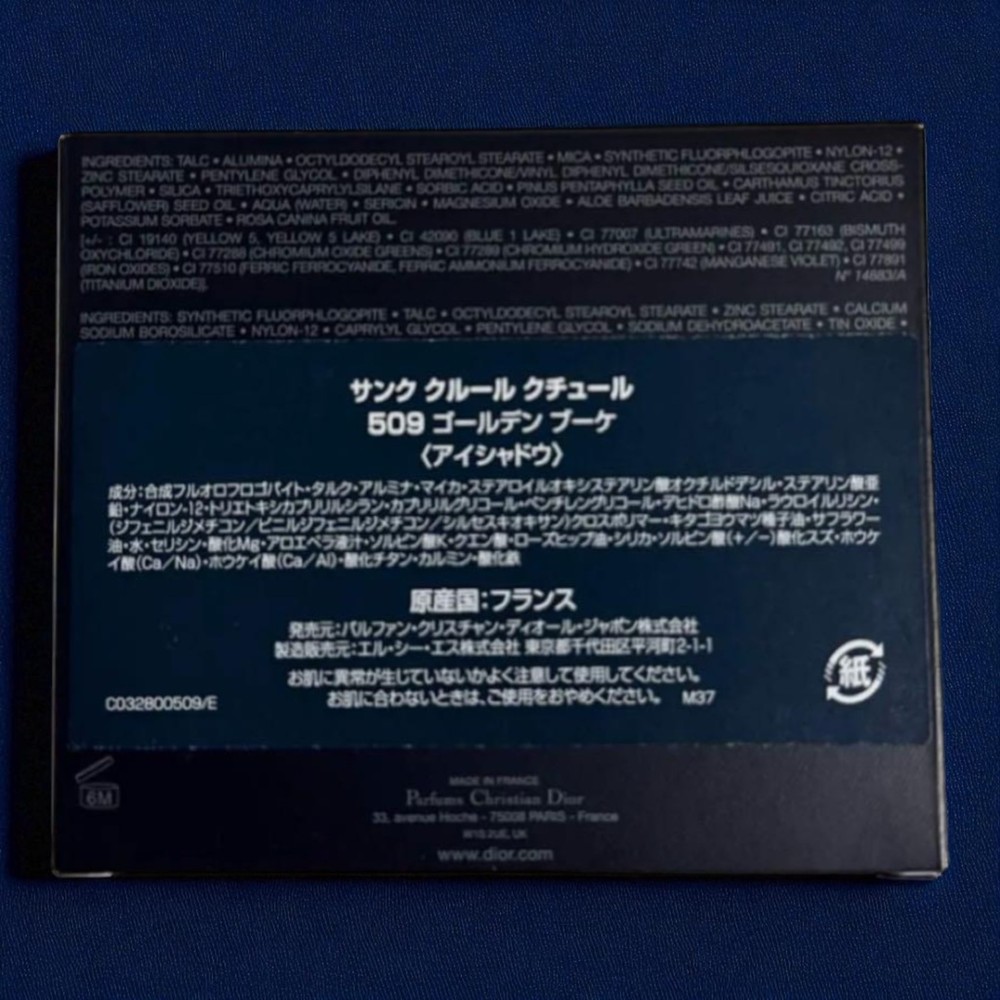 INGREDIENTS: TALC • ALUMINA • OCTYLDODECYL STEAROYL STEARATE • MICA • SYNTHETIC FLUORPHLOGOPITE • NYLON-12 •
ZINC STEARATE • PENTYLENE GLYCOL • DIPHENYL DIMETHICONE/VINYL DIPHENYL DIMETHICONE/SILSESQUIOXANE CROSS-
POLYMER • SILICA • TRIETHOXYCAPRYLYLSILANE • SORBIC ACID • PINUS PENTAPHYLLA SEED OIL • CARTHAMUS TINCTORIUS
(SAFFLOWER) SEED OIL • AQUA (WATER) • SERICIN • MAGNESIUM OXIDE • ALOE BARBADENSIS LEAF JUICE • CITRIC ACID •
POTASSIUM SORBATE • ROSA CANINA FRUIT OIL.
[+/- : CI 19140 (YELLOW 5, YELLOW 5 LAKE) • CI 42090 (BLUE 1 LAKE) • CI 77007 (ULTRAMARINES) • CI 77163 (BISMUTH
OXYCHLORIDE) • CI 77288 (CHROMIUM OXIDE GREENS) • CI 77289 (CHROMIUM HYDROXIDE GREEN) • CI 77491, CI 77492, CI 77499
(IRON OXIDES) • CI 77510 (FERRIC FERROCYANIDE, FERRIC AMMONIUM FERROCYANIDE) • CI 77742 (MANGANESE VIOLET) • CI 77891
(TITANIUM DIOXIDE)]. N° 14683/A
INGREDIENTS: SYNTHETIC FLUORPHLOGOPITE • TALC • OCTYLDODECYL STEAROYL STEARATE • ZINC STEARATE • CALCIUM
SODIUM BOROSILICATE • NYLON-12 • CAPRYLYL GLYCOL • PENTYLENE GLYCOL • SODIUM DEHYDROACETATE • TIN OXIDE •
サンク クルール クチュール
509 ゴールデン ブーケ
〈アイシャドウ〉
成分:合成フルオロフロゴパイト・タルク・アルミナ・マイカ・ステアロイルオキシステアリン酸オクチルドデシル・ステアリン酸亜
鉛・ナイロン-12・トリエトキシカプリリルシラン・カプリリルグリコール・ペンチレングリコール・デヒドロ酢酸Na・ラウロイルリシン・
(ジフェニルジメチコン/ビニルジフェニルジメチコン/シルセスキオキサン)クロスポリマー・キタゴヨウマツ種子油・サフラワー
油・水・セリシン・酸化Mg・アロエベラ液汁・ソルビン酸K・クエン酸・ローズヒップ油・シリカ・ソルビン酸(+/-)酸化スズ・ホウケ
イ酸(Ca/Na)・ホウケイ酸(Ca/Al)・酸化チタン・カルミン・酸化鉄
原産国:フランス
発売元:パルファン・クリスチャン・ディオール・ジャポン株式会社
製造販売元:エル・シー・エス株式会社 東京都千代田区平河町2-1-1
お肌に異常が生じていないかよく注意して使用してください。
お肌に合わないときは、ご使用をおやめください。 M37
C032800509/E
紙
6M
MADE IN FRANCE
Parfums Christian Dior
33, avenue Hoche - 75008 PARIS - France
W1S 2UE, UK
www.dior.com